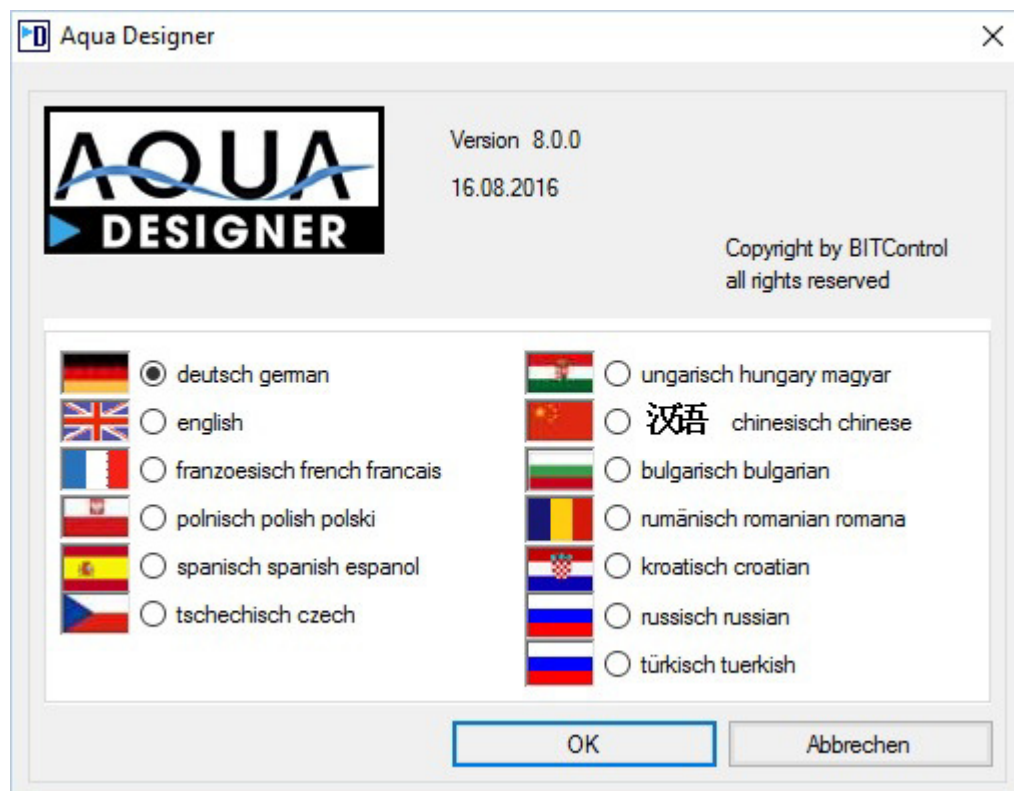 Aqua Designer
AQUA
DESIGNER
Version 8.0.0
16.08.2016
Copyright by BITControl
all rights reserved
deutsch german
english
franzoesisch french francais
polnisch polish polski
spanisch spanish espanol
tschechisch czech
ungarisch hungary magyar
汉语 chinesisch chinese
bulgarisch bulgarian
rumänisch romanian romana
kroatisch croatian
russisch russian
türkisch tuerkish
OK
Abbrechen